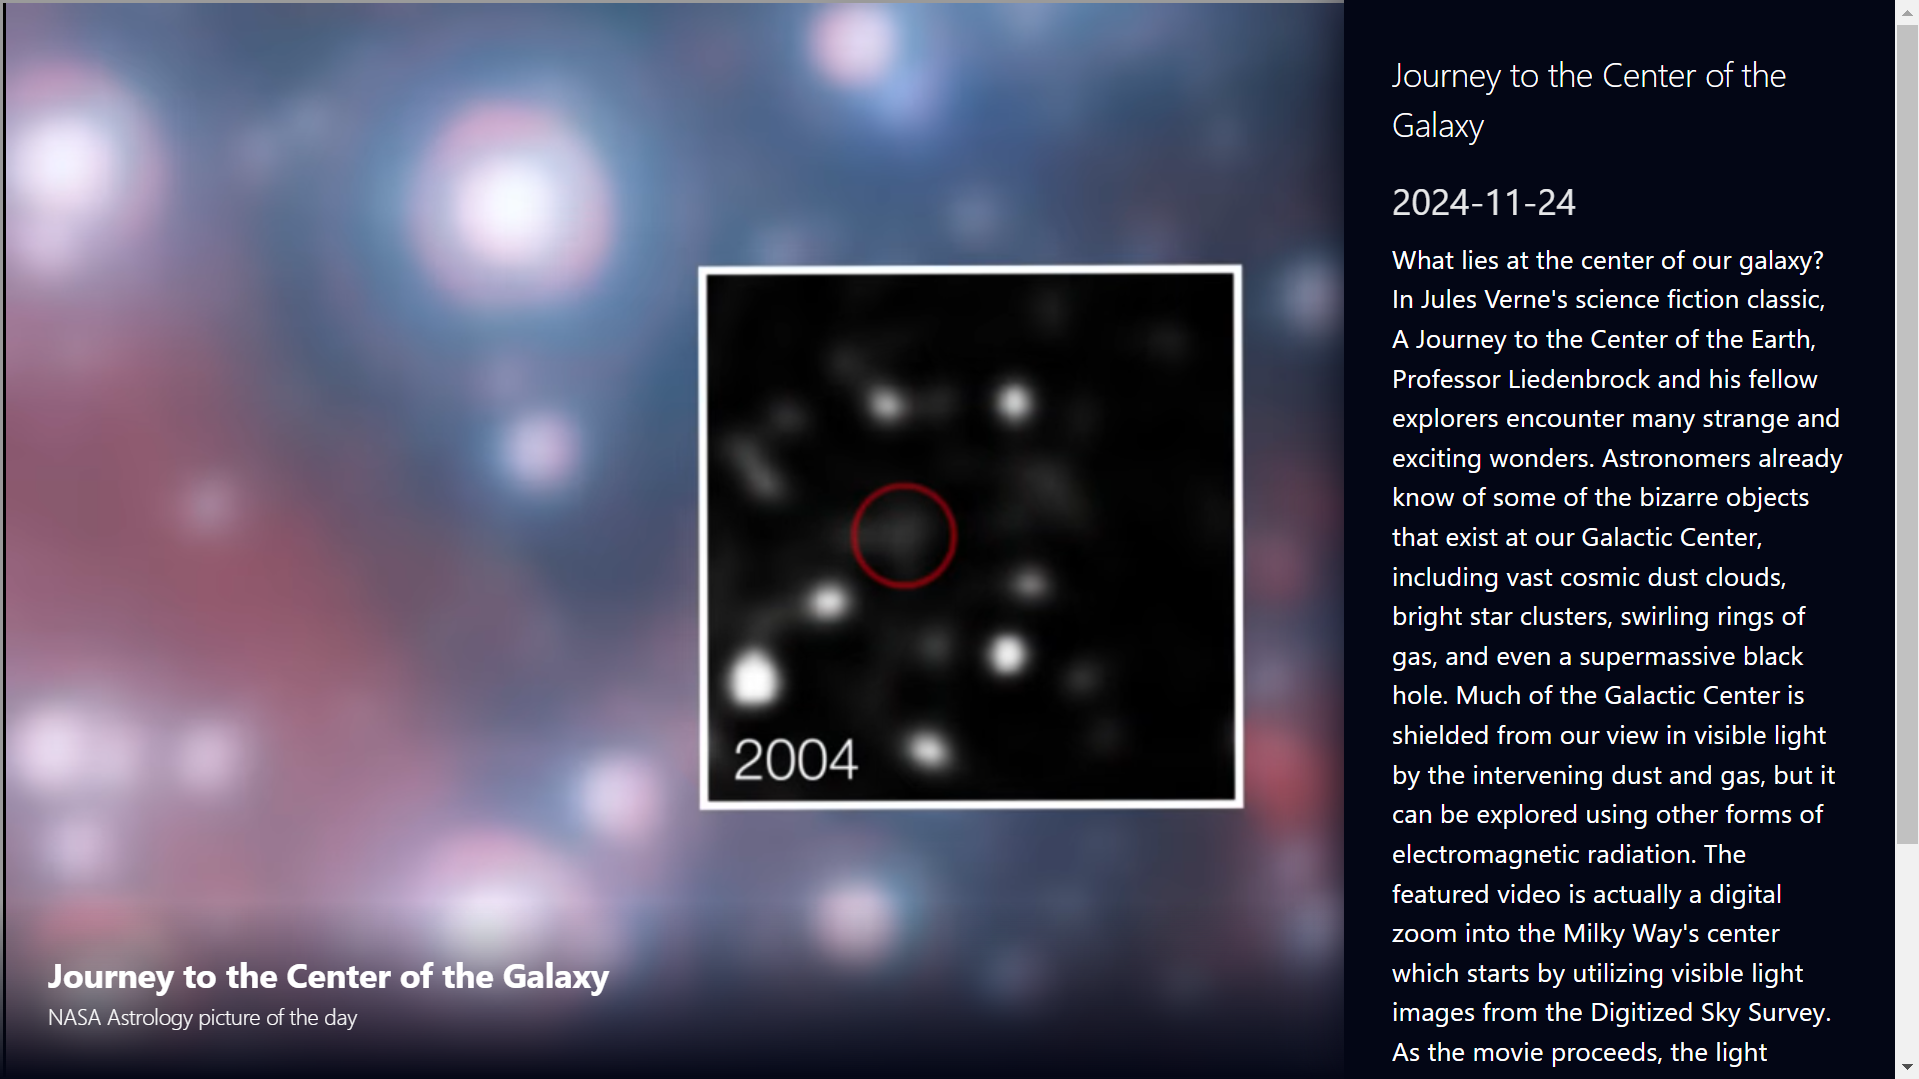 Journey to the Center of the
Galaxy
2024-11-24
What lies at the center of our galaxy?
In Jules Verne's science fiction classic,
A Journey to the Center of the Earth,
Professor Liedenbrock and his fellow
explorers encounter many strange and
exciting wonders. Astronomers already
know of some of the bizarre objects
that exist at our Galactic Center,
including vast cosmic dust clouds,
bright star clusters, swirling rings of
gas, and even a supermassive black
hole. Much of the Galactic Center is
shielded from our view in visible light
by the intervening dust and gas, but it
can be explored using other forms of
electromagnetic radiation. The
featured video is actually a digital
zoom into the Milky Way's center
which starts by utilizing visible light
images from the Digitized Sky Survey.
As the movie proceeds, the light
2004
Journey to the Center of the Galaxy
NASA Astrology picture of the day